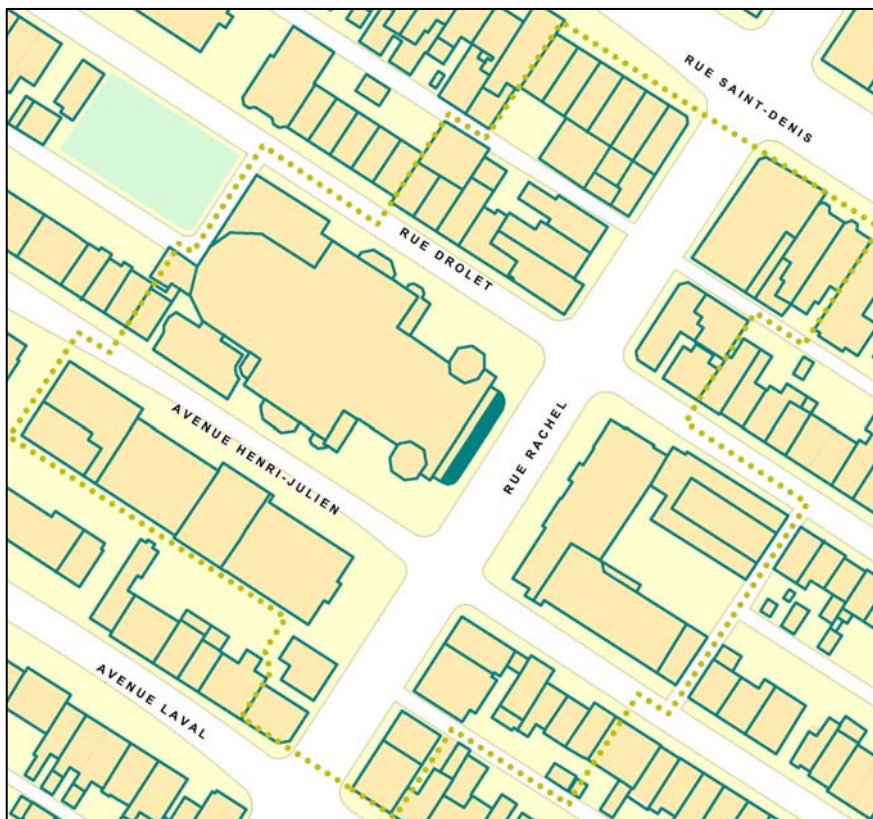 RUE SAINT-DENIS
RUE DROLET
RUE RACHEL
AVENUE HENRI-JULIEN
AVENUE LAVAL